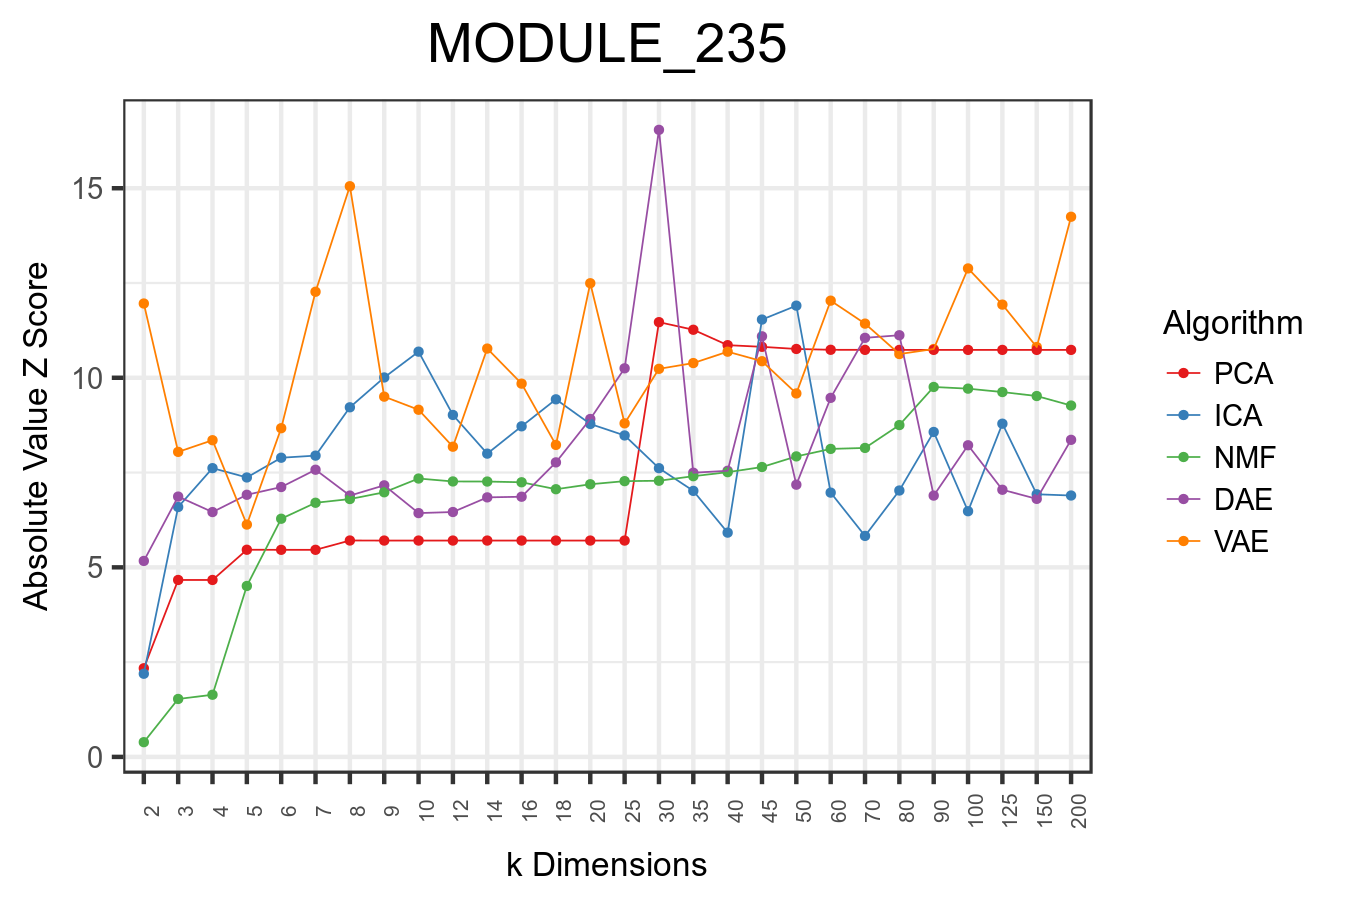 MODULE_235
Absolute Value Z Score
15
10
5
0
2 3 4 5 6 7 8 9 10 12 14 16 18 20 25 30 35 40 45 50 60 70 80 90 100 125 150 200
k Dimensions
Algorithm
PCA
ICA
NMF
DAE
VAE